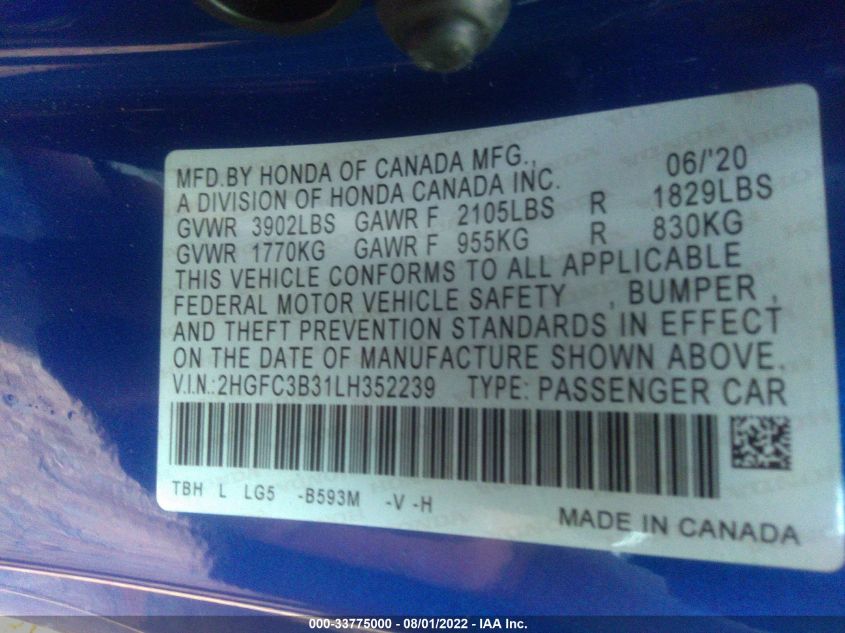 MFD.BY HONDA OF CANADA MFG., 06/'20
A DIVISION OF HONDA CANADA INC.
GVWR 3902LBS GAWR F 2105LBS R 1829LBS
GVWR 1770KG GAWR F 955KG R 830KG
THIS VEHICLE CONFORMS TO ALL APPLICABLE
FEDERAL MOTOR VEHICLE SAFETY , BUMPER ,
AND THEFT PREVENTION STANDARDS IN EFFECT
ON THE DATE OF MANUFACTURE SHOWN ABOVE.
V.I.N.:2HGFC3B31LH352239 TYPE: PASSENGER CAR
TBH L LG5 -B593M -V -H
MADE IN CANADA
000-33775000 - 08/01/2022 - IAA Inc.